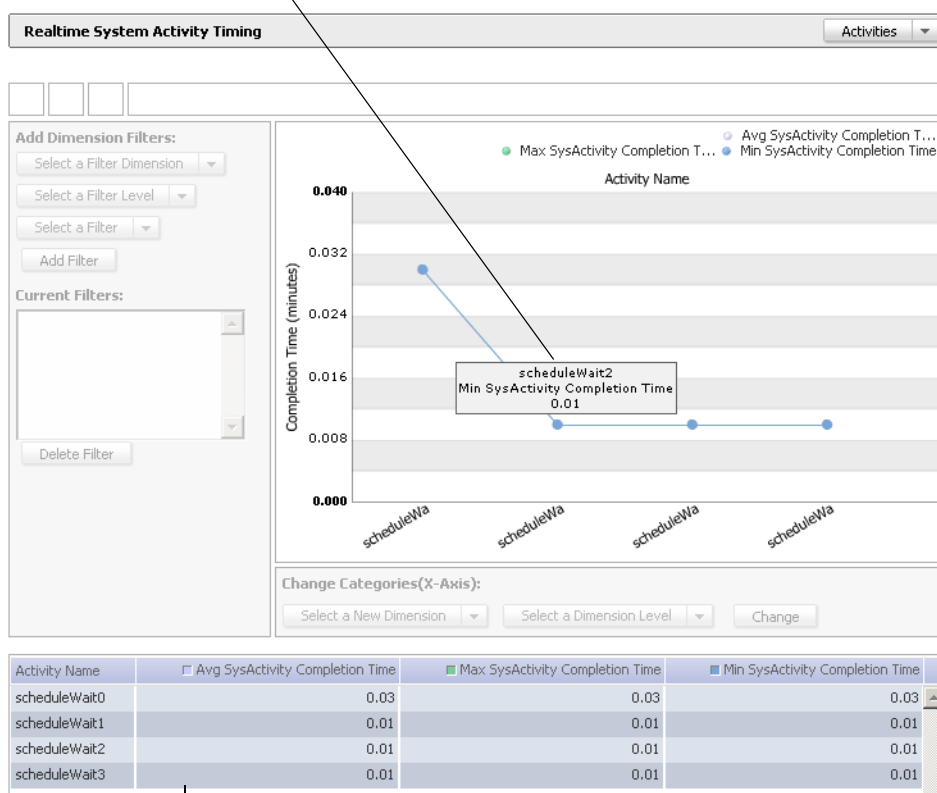 Realtime System Activity Timing
Activities
Add Dimension Filters:
Select a Filter Dimension
Select a Filter Level
Select a Filter
Add Filter
Current Filters:
Delete Filter
Avg SysActivity Completion T...
Max SysActivity Completion T...
Min SysActivity Completion Time
Activity Name
Completion Time (minutes)
0.040
0.032
0.024
0.016
0.008
0.000
scheduleWait2
Min SysActivity Completion Time
0.01
scheduleWa
scheduleWa
scheduleWa
scheduleWa
Change Categories(X-Axis):
Select a New Dimension
Select a Dimension Level
Change
Activity Name Avg SysActivity Completion Time Max SysActivity Completion Time Min SysActivity Completion Time
scheduleWait0 0.03 0.03 0.03
scheduleWait1 0.01 0.01 0.01
scheduleWait2 0.01 0.01 0.01
scheduleWait3 0.01 0.01 0.01